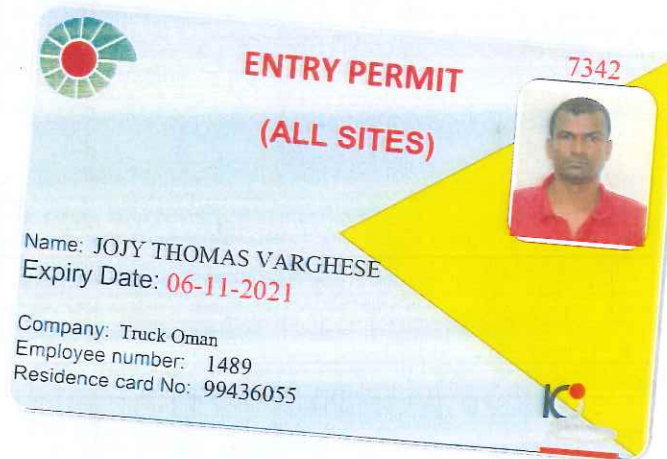 ENTRY PERMIT
7342
(ALL SITES)
Name: JOJY THOMAS VARGHESE
Expiry Date: 06-11-2021
Company: Truck Oman
Employee number: 1489
Residence card No: 99436055